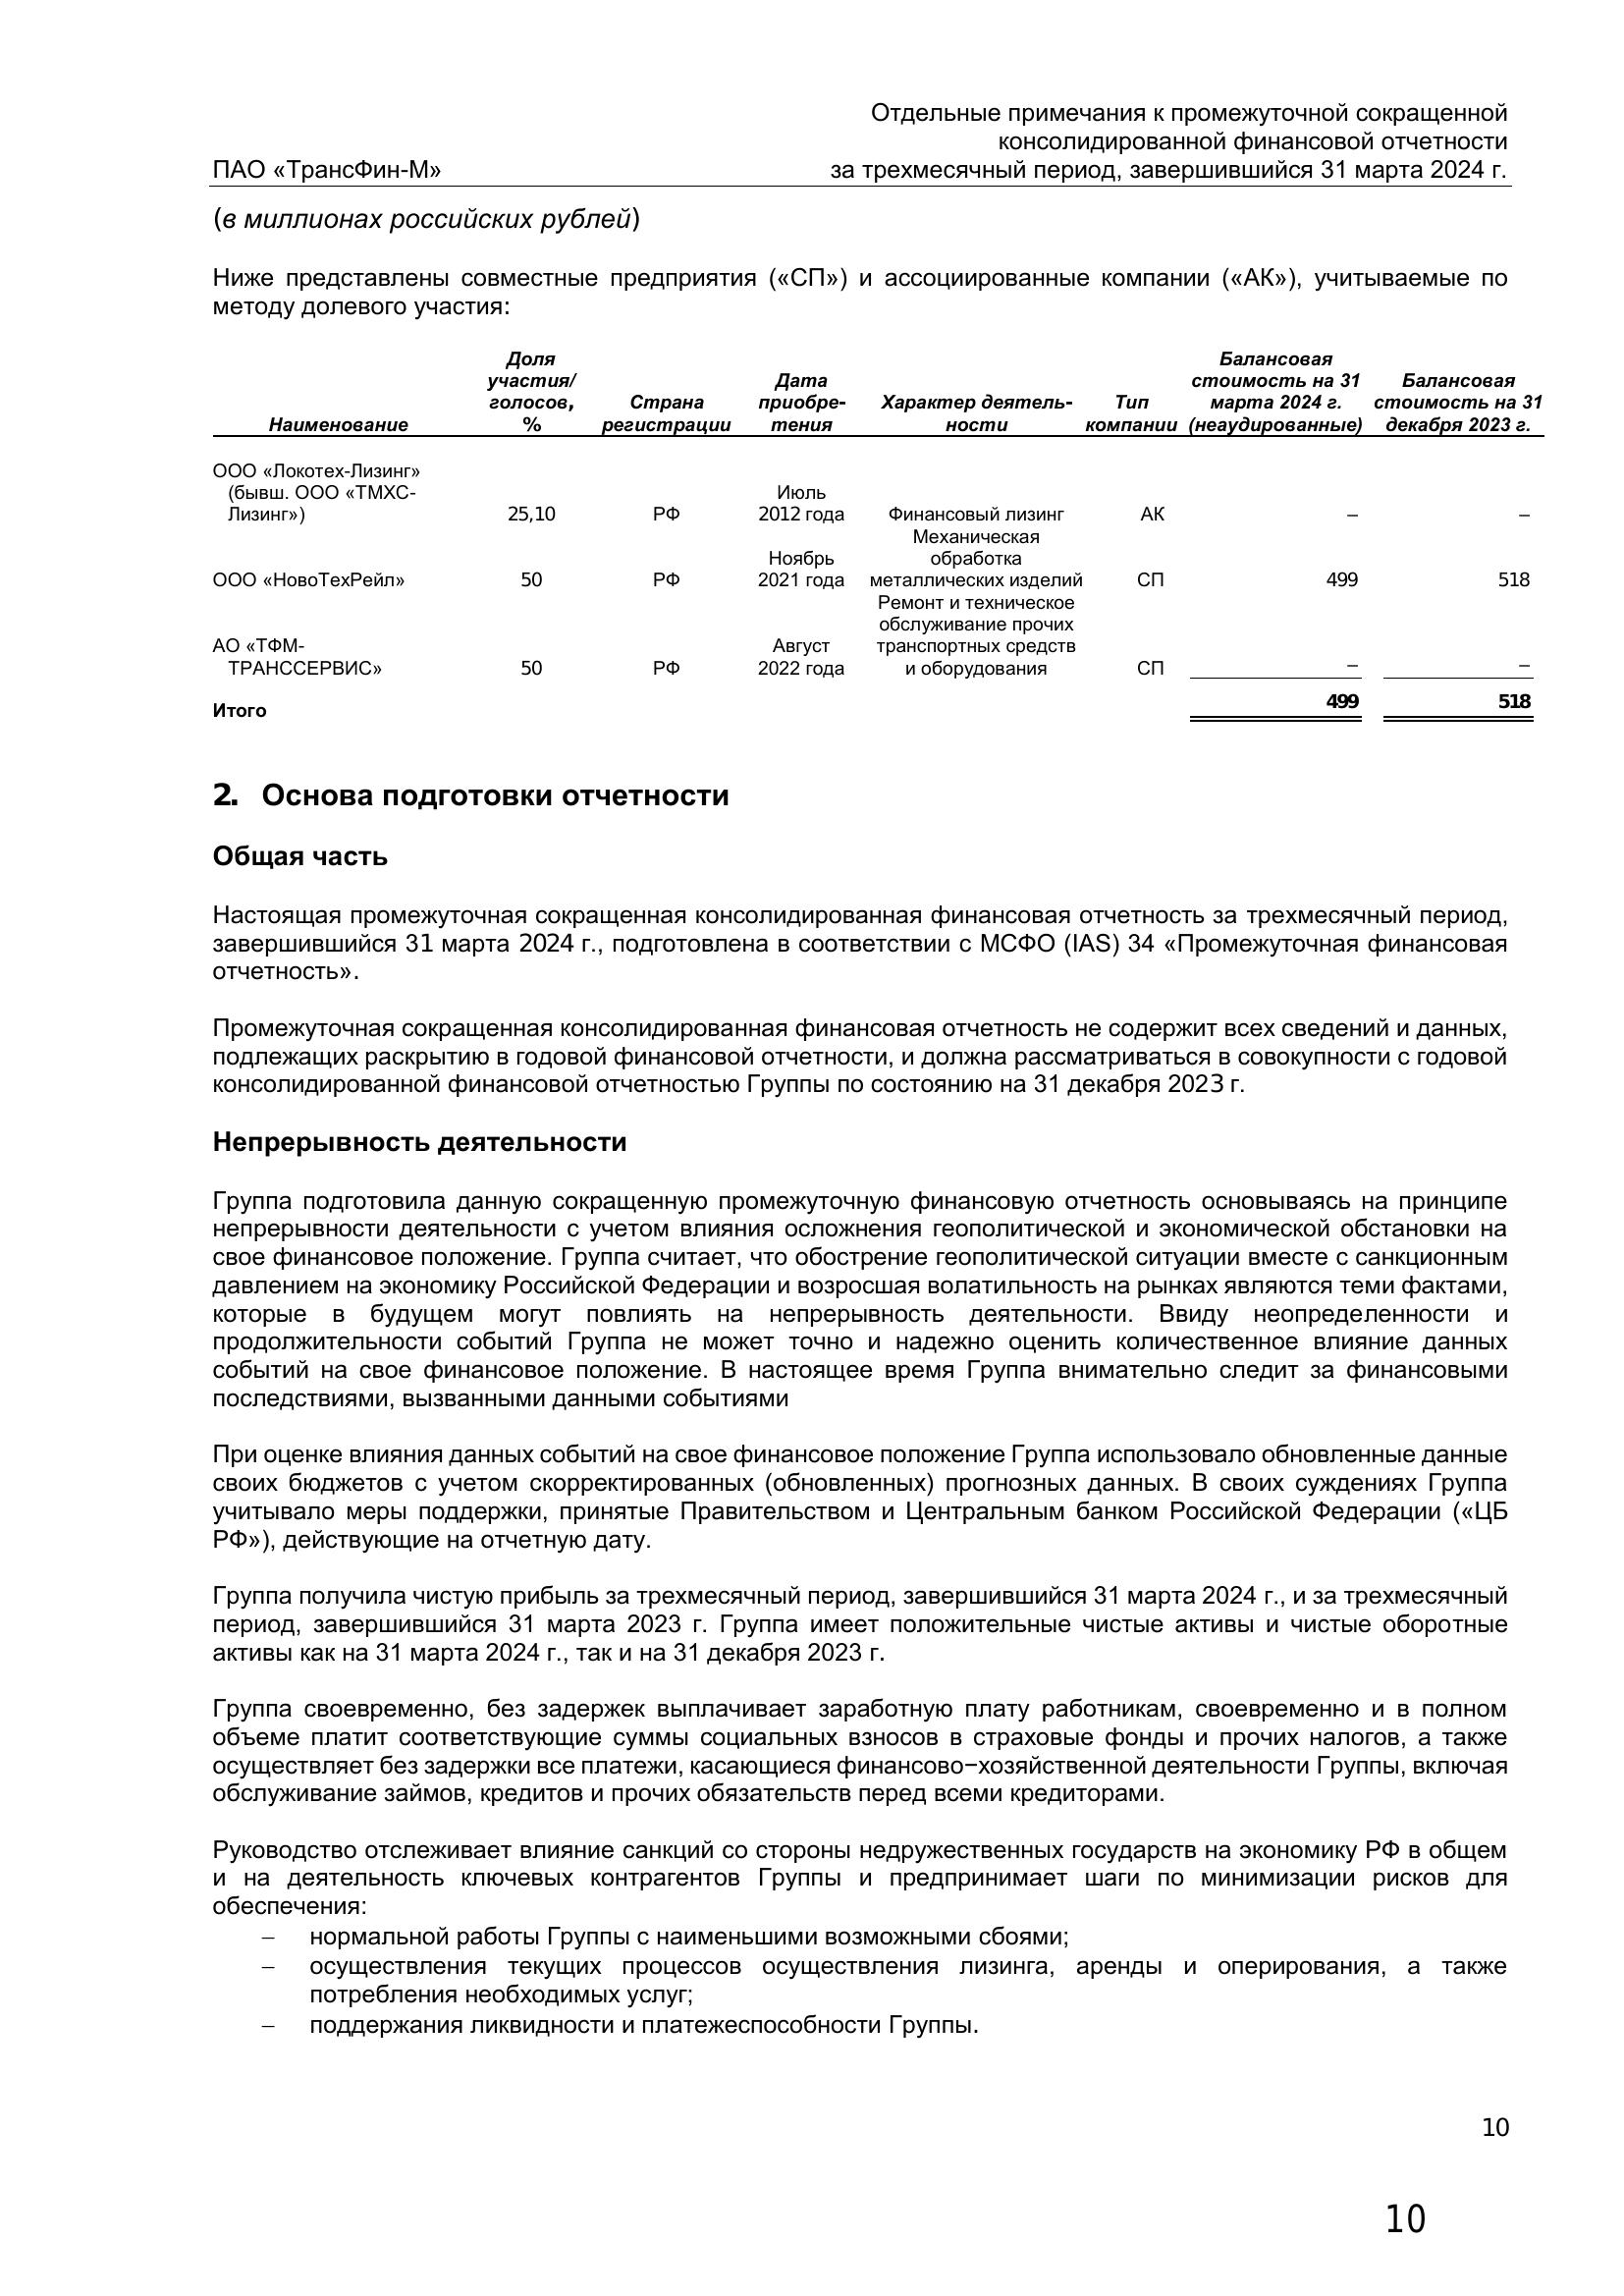 Отдельные примечания к промежуточной сокращенной
консолидированной финансовой отчетности
ПАО «ТрансФин-М» за трехмесячный период, завершившийся 31 марта 2024 г.
(в миллионах российских рублей)
Ниже представлены совместные предприятия («СП») и ассоциированные компании («АК»), учитываемые по
методу долевого участия:
Наименование
Доля
участия/
голосов,
%
Страна
регистрации
Дата
приобре-
тения
Характер деятель-
ности
Тип
компании
Балансовая
стоимость на 31
марта 2024 г.
(неаудированные)
Балансовая
стоимость на 31
декабря 2023 г.
ООО «Локотех-Лизинг»
(бывш. ООО «ТМХС-
Лизинг»)
25,10
РФ
Июль
2012 года
Финансовый лизинг
АК
–
–
ООО «НовоТехРейл»
50
РФ
Ноябрь
2021 года
Механическая
обработка
металлических изделий
СП
499
518
АО «ТФМ-
ТРАНССЕРВИС»
50
РФ
Август
2022 года
Ремонт и техническое
обслуживание прочих
транспортных средств
и оборудования
СП
–
–
Итого
499
518
2. Основа подготовки отчетности
Общая часть
Настоящая промежуточная сокращенная консолидированная финансовая отчетность за трехмесячный период,
завершившийся 31 марта 2024 г., подготовлена в соответствии с МСФО (IAS) 34 «Промежуточная финансовая
отчетность».
Промежуточная сокращенная консолидированная финансовая отчетность не содержит всех сведений и данных,
подлежащих раскрытию в годовой финансовой отчетности, и должна рассматриваться в совокупности с годовой
консолидированной финансовой отчетностью Группы по состоянию на 31 декабря 2023 г.
Непрерывность деятельности
Группа подготовила данную сокращенную промежуточную финансовую отчетность основываясь на принципе
непрерывности деятельности с учетом влияния осложнения геополитической и экономической обстановки на
свое финансовое положение. Группа считает, что обострение геополитической ситуации вместе с санкционным
давлением на экономику Российской Федерации и возросшая волатильность на рынках являются теми фактами,
которые в будущем могут повлиять на непрерывность деятельности. Ввиду неопределенности и
продолжительности событий Группа не может точно и надежно оценить количественное влияние данных
событий на свое финансовое положение. В настоящее время Группа внимательно следит за финансовыми
последствиями, вызванными данными событиями
При оценке влияния данных событий на свое финансовое положение Группа использовало обновленные данные
своих бюджетов с учетом скорректированных (обновленных) прогнозных данных. В своих суждениях Группа
учитывало меры поддержки, принятые Правительством и Центральным банком Российской Федерации («ЦБ
РФ»), действующие на отчетную дату.
Группа получила чистую прибыль за трехмесячный период, завершившийся 31 марта 2024 г., и за трехмесячный
период, завершившийся 31 марта 2023 г. Группа имеет положительные чистые активы и чистые оборотные
активы как на 31 марта 2024 г., так и на 31 декабря 2023 г.
Группа своевременно, без задержек выплачивает заработную плату работникам, своевременно и в полном
объеме платит соответствующие суммы социальных взносов в страховые фонды и прочих налогов, а также
осуществляет без задержки все платежи, касающиеся финансово−хозяйственной деятельности Группы, включая
обслуживание займов, кредитов и прочих обязательств перед всеми кредиторами.
Руководство отслеживает влияние санкций со стороны недружественных государств на экономику РФ в общем
и на деятельность ключевых контрагентов Группы и предпринимает шаги по минимизации рисков для
обеспечения:
– нормальной работы Группы с наименьшими возможными сбоями;
– осуществления текущих процессов осуществления лизинга, аренды и оперирования, а также
потребления необходимых услуг;
– поддержания ликвидности и платежеспособности Группы.
10
10